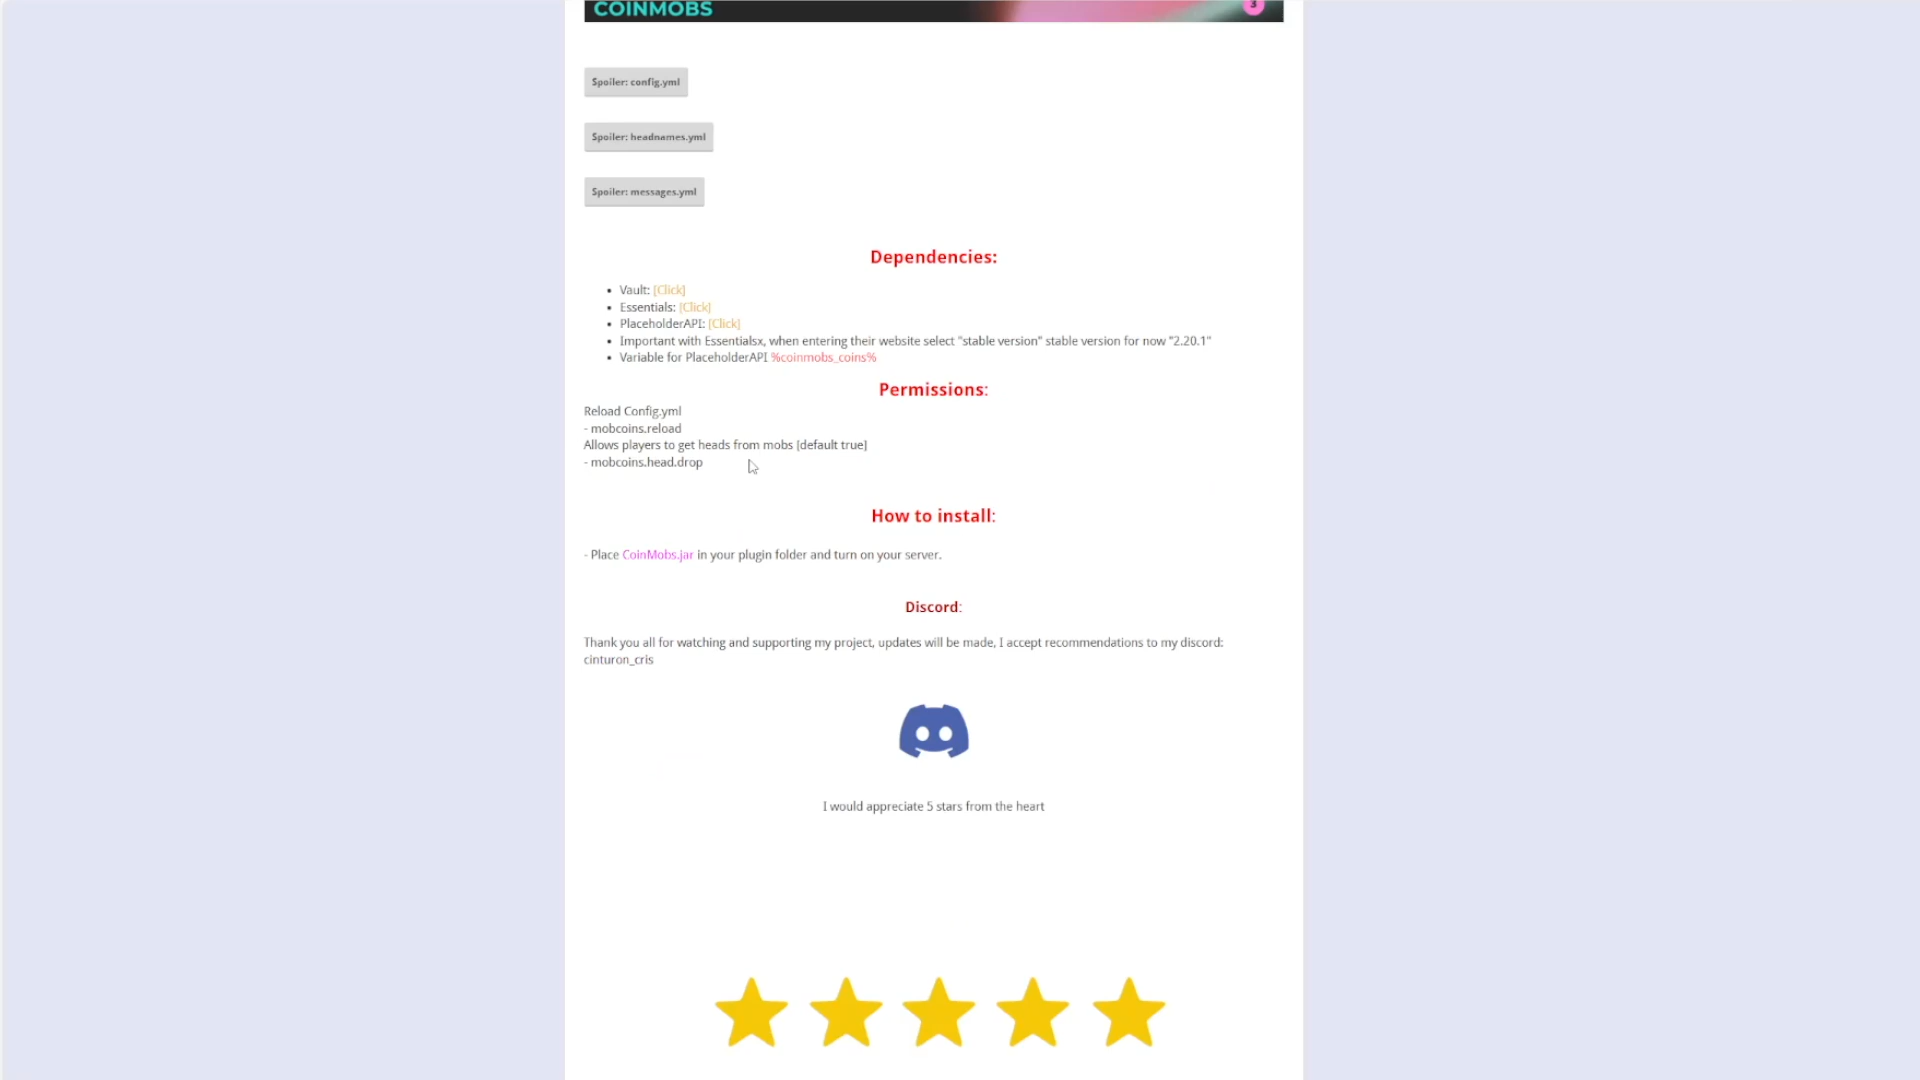 COINMOBS
3
Spoiler: config.yml
Spoiler: headnames.yml
Spoiler: messages.yml
Dependencies:
• Vault: [Click]
• Essentials: [Click]
• PlaceholderAPI: [Click]
• Important with Essentialsx, when entering their website select "stable version" stable version for now "2.20.1"
• Variable for PlaceholderAPI %coinmobs_coins%
Permissions:
Reload Config.yml
- mobcoins.reload
Allows players to get heads from mobs [default true]
- mobcoins.head.drop
How to install:
- Place CoinMobs.jar in your plugin folder and turn on your server.
Discord:
Thank you all for watching and supporting my project, updates will be made, I accept recommendations to my discord:
cinturon_cris
I would appreciate 5 stars from the heart